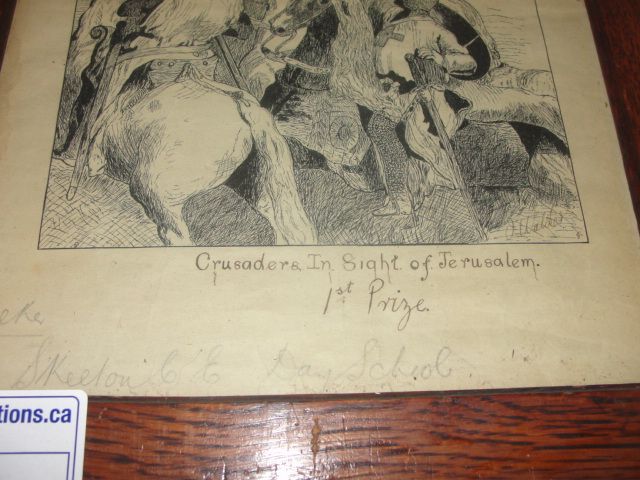 Crusaders In Sight of Jerusalem.
1st Prize.
Skelton C E Day School
tions.ca